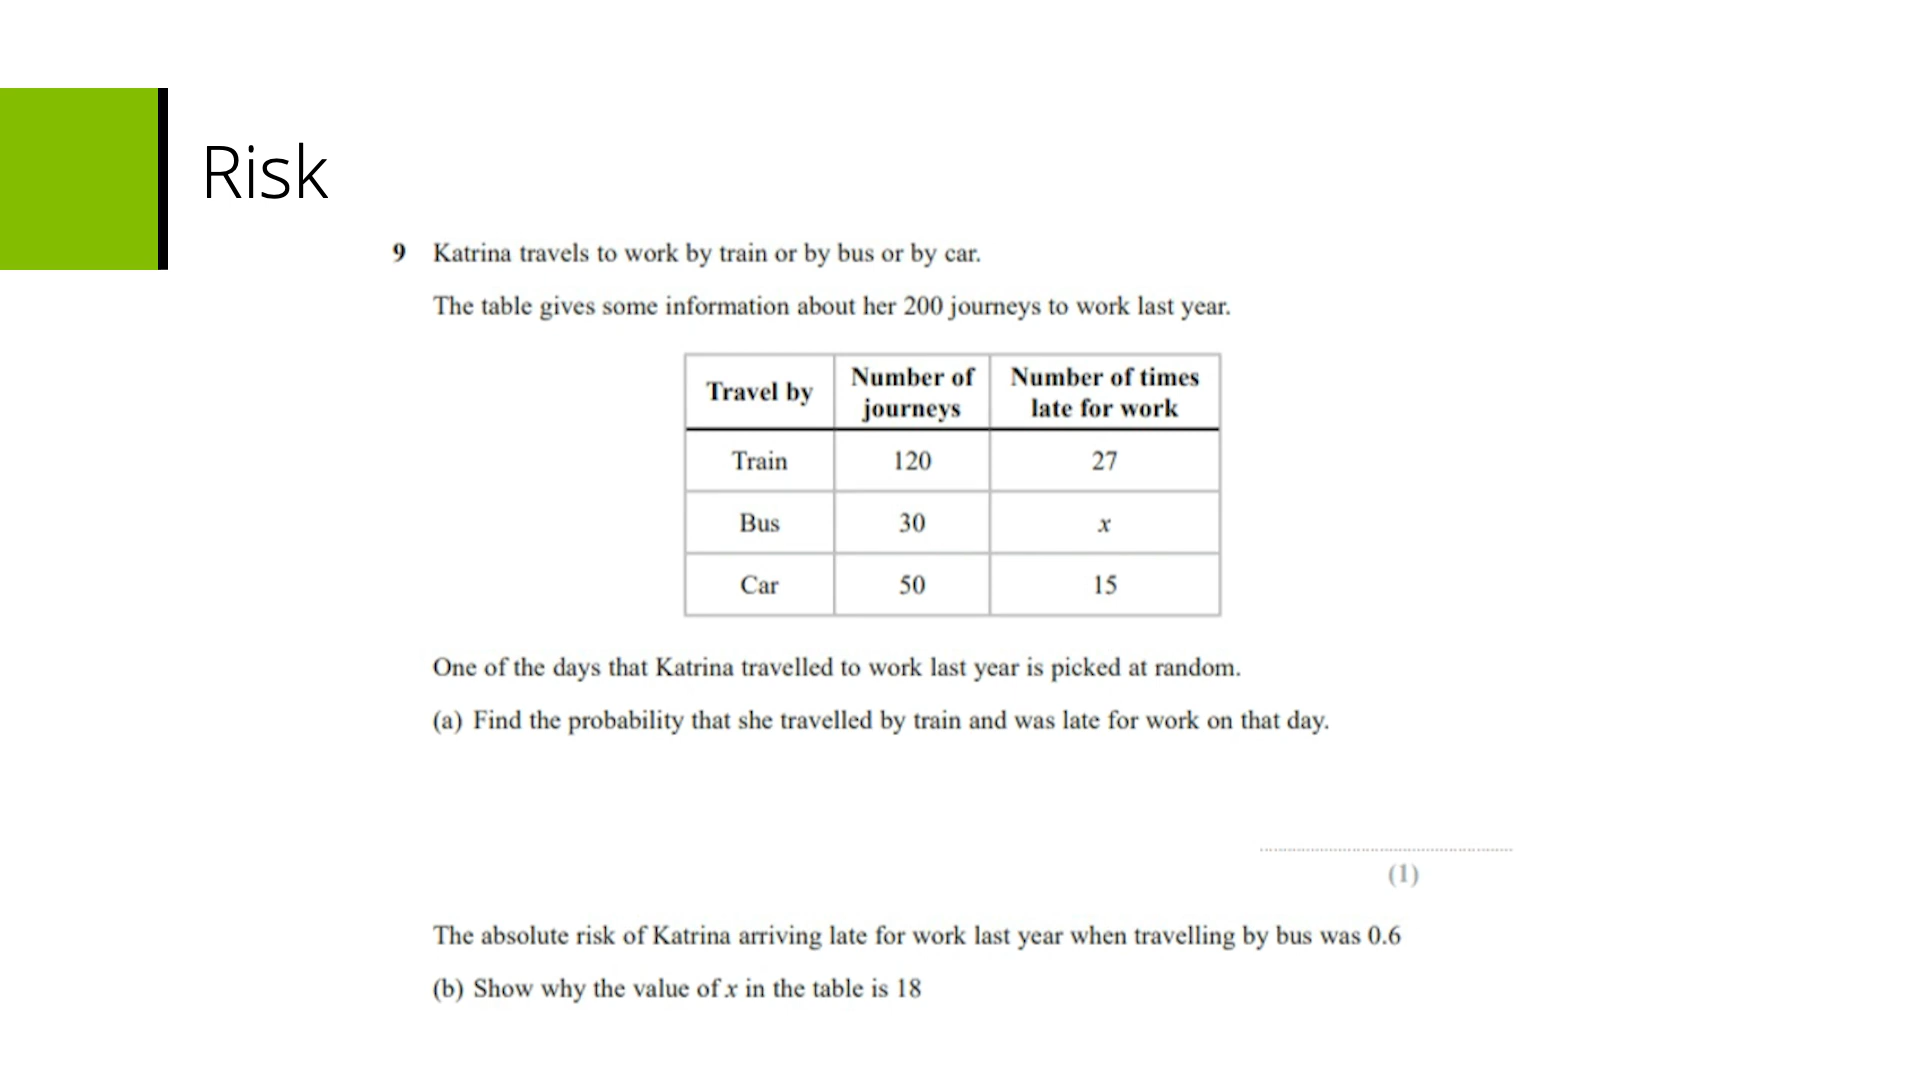 Risk
9 Katrina travels to work by train or by bus or by car.
The table gives some information about her 200 journeys to work last year.
Travel by Number of journeys Number of times late for work
Train 120 27
Bus 30 x
Car 50 15
One of the days that Katrina travelled to work last year is picked at random.
(a) Find the probability that she travelled by train and was late for work on that day.
(1)
The absolute risk of Katrina arriving late for work last year when travelling by bus was 0.6
(b) Show why the value of x in the table is 18